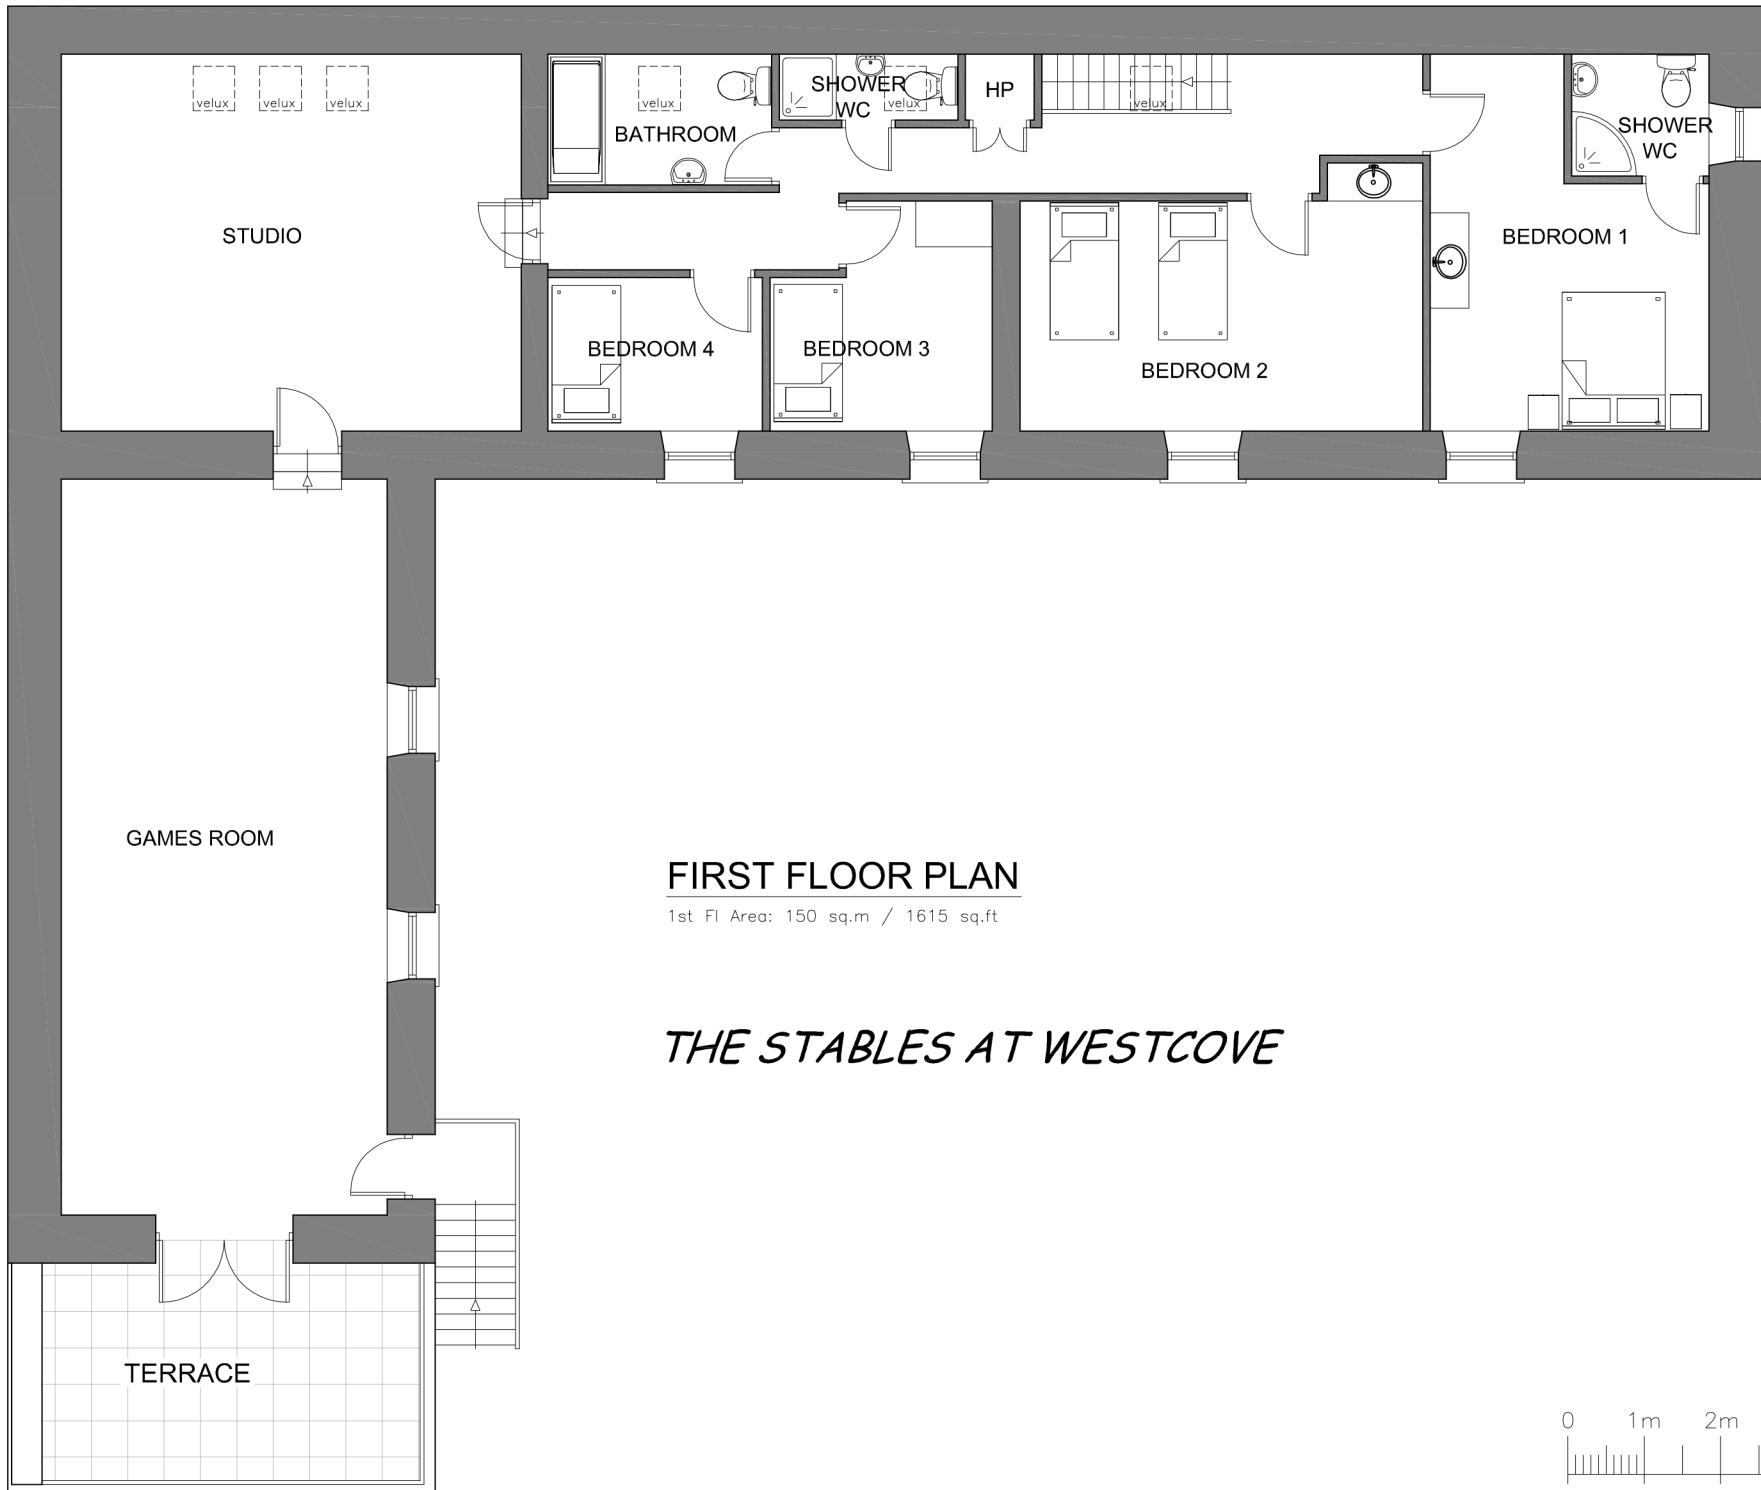 velux
velux
velux
velux
velux
velux
SHOWER
WC
HP
BATHROOM
SHOWER
WC
STUDIO
BEDROOM 1
BEDROOM 4
BEDROOM 3
BEDROOM 2
GAMES ROOM
FIRST FLOOR PLAN
1st Fl Area: 150 sq.m / 1615 sq.ft
THE STABLES AT WESTCOVE
TERRACE
0 1m 2m